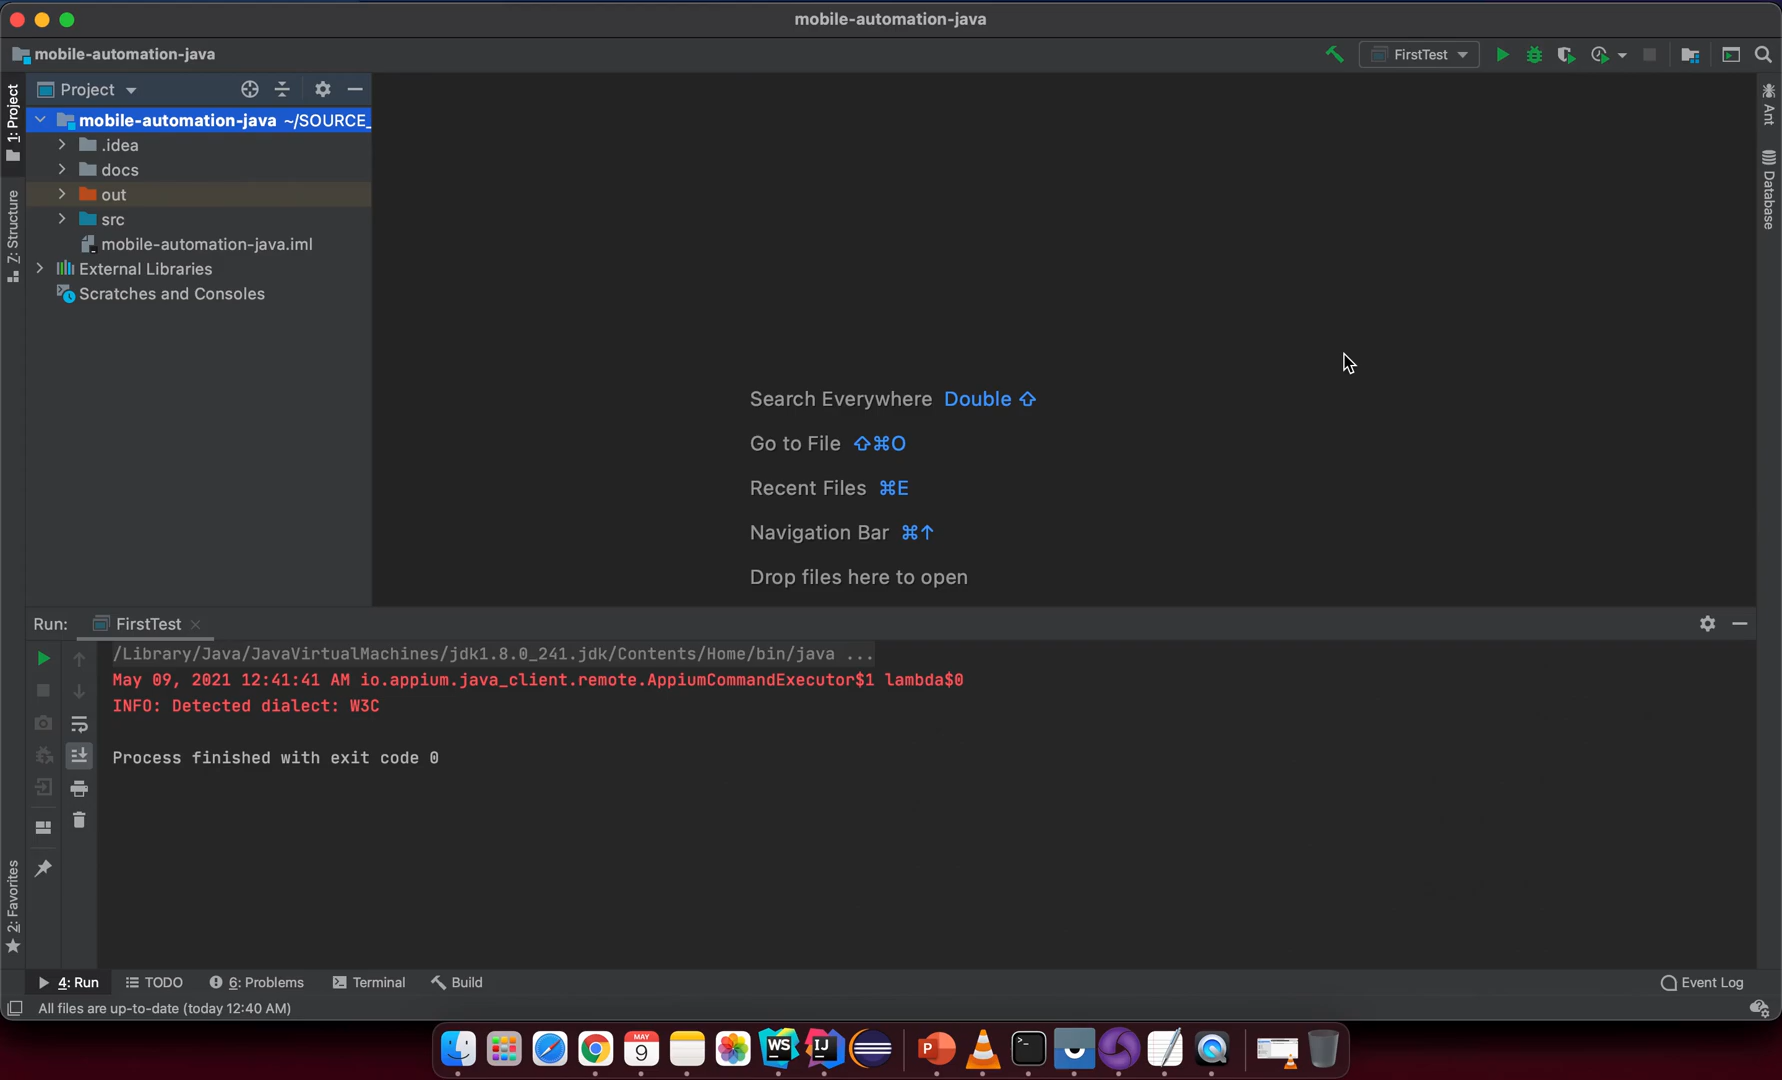 mobile-automation-java
mobile-automation-java
FirstTest
Project
mobile-automation-java ~/SOURCE_
.idea
docs
out
src
mobile-automation-java.iml
External Libraries
Scratches and Consoles
1: Project
7: Structure
2: Favorites
Ant
Database
Search Everywhere Double ⇧
Go to File ⇧⌘O
Recent Files ⌘E
Navigation Bar ⌘↑
Drop files here to open
Run: FirstTest
/Library/Java/JavaVirtualMachines/jdk1.8.0_241.jdk/Contents/Home/bin/java ...
May 09, 2021 12:41:41 AM io.appium.java_client.remote.AppiumCommandExecutor$1 lambda$0
INFO: Detected dialect: W3C
Process finished with exit code 0
4: Run TODO 6: Problems Terminal Build Event Log
All files are up-to-date (today 12:40 AM)
MAY
9
WS
IJ
P